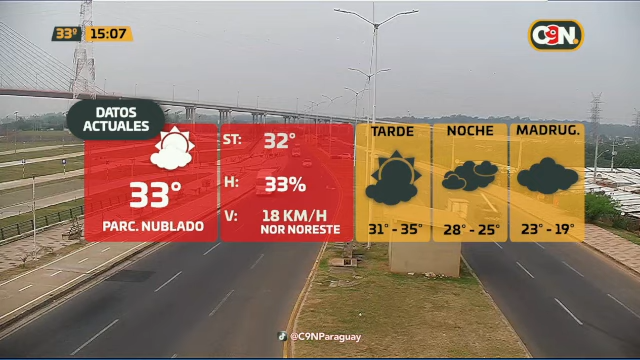 33º 15:07
C9N.
DATOS
ACTUALES
33°
PARC. NUBLADO
ST: 32°
H: 33%
V: 18 KM/H
NOR NORESTE
TARDE
31° - 35°
NOCHE
28° - 25°
MADRUG.
23° - 19°
@C9NParaguay